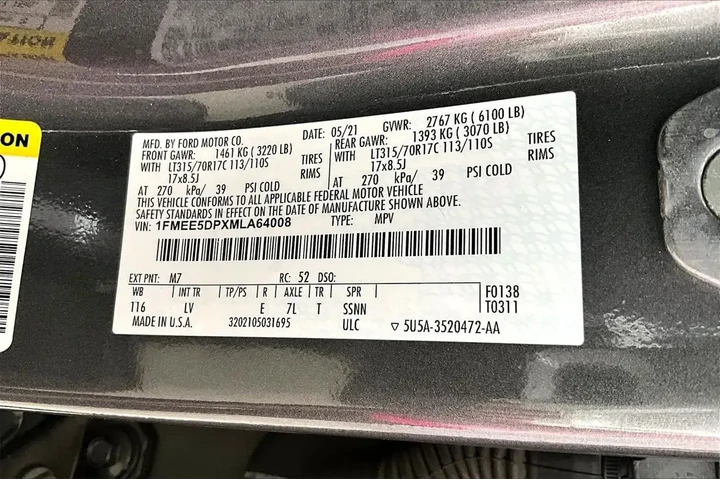 ON
MFD. BY FORD MOTOR CO. DATE: 05/21 GVWR: 2767 KG ( 6100 LB)
FRONT GAWR: 1461 KG ( 3220 LB) REAR GAWR: 1393 KG ( 3070 LB)
WITH LT315/70R17C 113/110S TIRES WITH LT315/70R17C 113/110S TIRES
17x8.5J RIMS 17x8.5J RIMS
AT 270 kPa/ 39 PSI COLD AT 270 kPa/ 39 PSI COLD
THIS VEHICLE CONFORMS TO ALL APPLICABLE FEDERAL MOTOR VEHICLE
SAFETY STANDARDS IN EFFECT ON THE DATE OF MANUFACTURE SHOWN ABOVE.
VIN: 1FMEE5DPXMLA64008 TYPE: MPV
EXT PNT: M7 RC: 52 DSO:
WB INT TR TP/PS R AXLE TR SPR F0138
116 LV E 7L T SSNN T0311
MADE IN U.S.A. 3202105031695 ULC ▽ 5U5A-3520472-AA